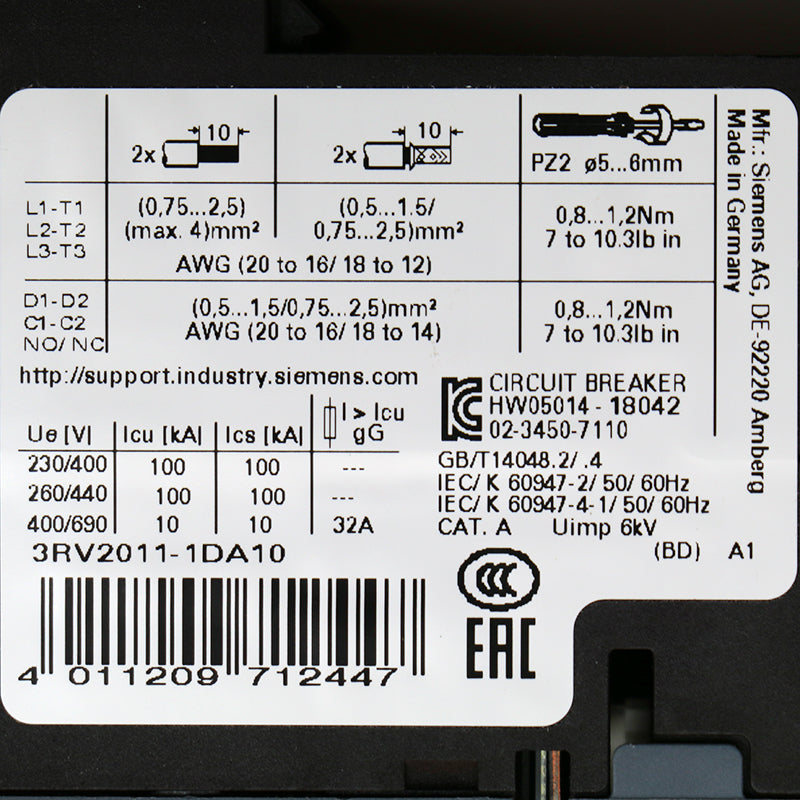 2x 10
2x 10
PZ2 ø5...6mm
L1-T1
L2-T2
L3-T3
(0,75...2,5)
(max. 4)mm²
(0,5...1.5/
0,75...2,5)mm²
AWG (20 to 16/ 18 to 12)
0,8...1,2Nm
7 to 10.3lb in
D1-D2
C1-C2
NO/ NC
(0,5...1,5/0,75...2,5)mm²
AWG (20 to 16/ 18 to 14)
0,8...1,2Nm
7 to 10.3lb in
Mfr.: Siemens AG, DE-92220 Amberg
Made in Germany
http://support.industry.siemens.com
Ue [V] Icu [kA] Ics [kA] I > Icu
gG
230/400 100 100 ---
260/440 100 100 ---
400/690 10 10 32A
3RV2011-1DA10
CIRCUIT BREAKER
HW05014 - 18042
02-3450-7110
GB/T14048.2/ .4
IEC/ K 60947-2/ 50/ 60Hz
IEC/ K 60947-4-1/ 50/ 60Hz
CAT. A Uimp 6kV
(BD) A1
4 011209 712447
CCC
EAC